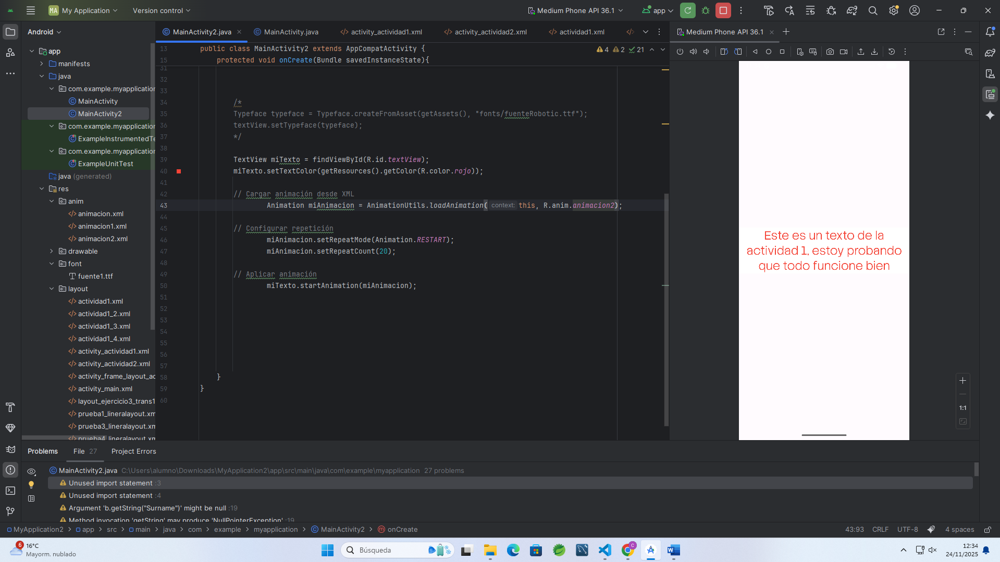 MA My Application
Version control
Medium Phone API 36.1
app
Android
MainActivity2.java
MainActivity.java
activity_actividad1.xml
activity_actividad2.xml
actividad1.xml
Medium Phone API 36.1
app
manifests
java
com.example.myapplication
MainActivity
MainActivity2
com.example.myapplication
ExampleInstrumentedTe
com.example.myapplication
ExampleUnitTest
java (generated)
res
anim
animacion.xml
animacion1.xml
animacion2.xml
drawable
font
fuente1.ttf
layout
actividad1.xml
actividad1_2.xml
actividad1_3.xml
actividad1_4.xml
activity_actividad1.xml
activity_actividad2.xml
activity_frame_layout_ac
activity_main.xml
layout_ejercicio3_trans1
prueba1_lineralayout.xm
prueba3_lineralayout.xm
prueba4_lineralayout.xm
4 2 21
13 public class MainActivity2 extends AppCompatActivity {
15 protected void onCreate(Bundle savedInstanceState){
31
32
33
34 /*
35 Typeface typeface = Typeface.createFromAsset(getAssets(), "fonts/fuenteRobotic.ttf");
36 textView.setTypeface(typeface);
37 */
38
39 TextView miTexto = findViewById(R.id.textView);
40 miTexto.setTextColor(getResources().getColor(R.color.rojo));
41
42 // Cargar animación desde XML
43 Animation miAnimacion = AnimationUtils.loadAnimation( context: this, R.anim.animacion2);
44
45 // Configurar repetición
46 miAnimacion.setRepeatMode(Animation.RESTART);
47 miAnimacion.setRepeatCount(20);
48
49 // Aplicar animación
50 miTexto.startAnimation(miAnimacion);
51
52
53
54
55
56
57
58 }
59 }
60
Este es un texto de la
actividad 1, estoy probando
que todo funcione bien
1:1
Problems
File 27
Project Errors
MainActivity2.java C:\Users\alumno\Downloads\MyApplication2\app\src\main\java\com\example\myapplication 27 problems
Unused import statement :3
Unused import statement :4
Argument 'b.getString("Surname")' might be null :19
Method invocation 'getString' may produce 'NullPointerException' :19
MyApplication2 > app > src > main > java > com > example > myapplication > MainActivity2 > onCreate
43:93 CRLF UTF-8 4 spaces
6
16°C
Mayorm. nublado
Búsqueda
C
12:34
24/11/2025